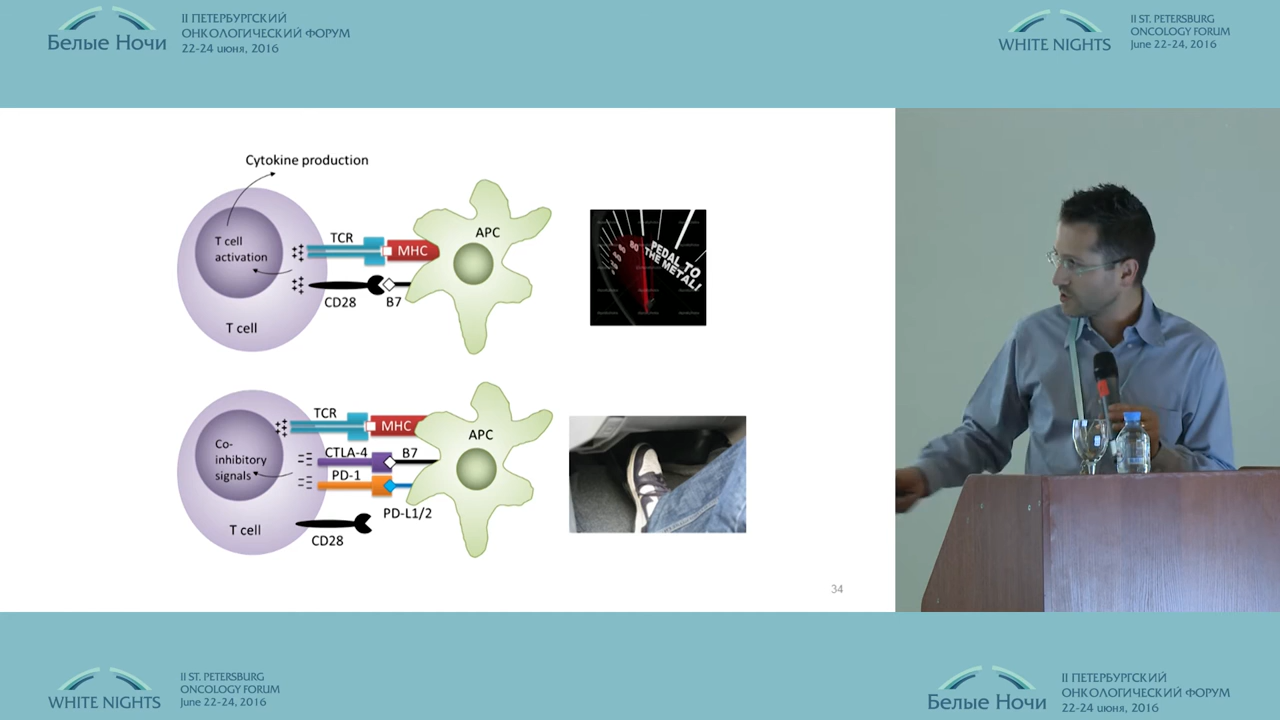 II ПЕТЕРБУРГСКИЙ
ОНКОЛОГИЧЕСКИЙ ФОРУМ
22-24 июня, 2016
Белые Ночи
II ST. PETERSBURG
ONCOLOGY FORUM
June 22-24, 2016
WHITE NIGHTS
Cytokine production
T cell
activation
TCR
MHC
APC
CD28
B7
T cell
80
PEDAL TO
THE METAL!
TCR
MHC
APC
Co-
inhibitory
signals
CTLA-4
B7
PD-1
PD-L1/2
T cell
CD28
34
II ST. PETERSBURG
ONCOLOGY FORUM
June 22-24, 2016
WHITE NIGHTS
II ПЕТЕРБУРГСКИЙ
ОНКОЛОГИЧЕСКИЙ ФОРУМ
22-24 июня, 2016
Белые Ночи